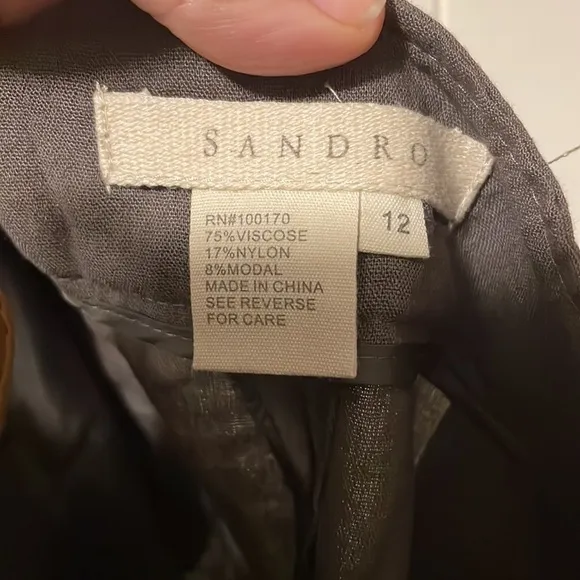 SANDRO
12
RN#100170
75%VISCOSE
17%NYLON
8%MODAL
MADE IN CHINA
SEE REVERSE
FOR CARE